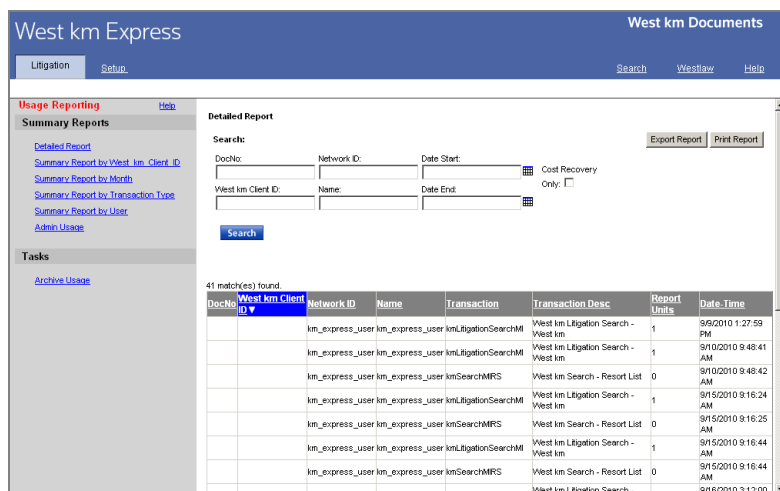 West km Express
West km Documents
Litigation
Setup
Search
Westlaw
Help
Usage Reporting
Help
Summary Reports
Detailed Report
Summary Report by West km Client ID
Summary Report by Month
Summary Report by Transaction Type
Summary Report by User
Admin Usage
Tasks
Archive Usage
Detailed Report
Search:
Export Report
Print Report
DocNo:
Network ID:
Date Start:
Cost Recovery
Only:
West km Client ID:
Name:
Date End:
Search
41 match(es) found.
DocNo West km Client ID▼ Network ID Name Transaction Transaction Desc Report Units Date-Time
km_express_user km_express_user kmLitigationSearchMI West km Litigation Search - West km 1 9/9/2010 1:27:59 PM
km_express_user km_express_user kmLitigationSearchMI West km Litigation Search - West km 1 9/10/2010 9:48:41 AM
km_express_user km_express_user kmSearchMIRS West km Search - Resort List 0 9/10/2010 9:48:42 AM
km_express_user km_express_user kmLitigationSearchMI West km Litigation Search - West km 1 9/15/2010 9:16:24 AM
km_express_user km_express_user kmSearchMIRS West km Search - Resort List 0 9/15/2010 9:16:25 AM
km_express_user km_express_user kmLitigationSearchMI West km Litigation Search - West km 1 9/15/2010 9:16:44 AM
km_express_user km_express_user kmSearchMIRS West km Search - Resort List 0 9/15/2010 9:16:44 AM
West km Litigation Search - 9/16/2010 3:12:00